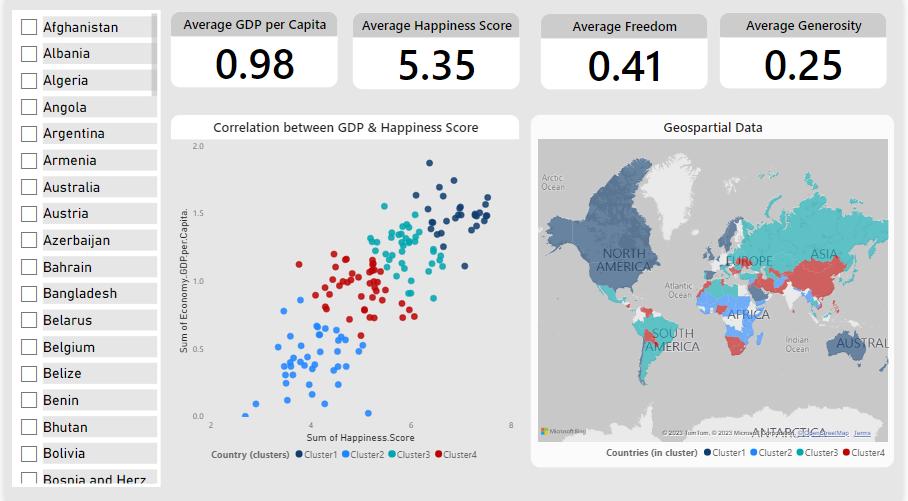 Afghanistan
Albania
Algeria
Angola
Argentina
Armenia
Australia
Austria
Azerbaijan
Bahrain
Bangladesh
Belarus
Belgium
Belize
Benin
Bhutan
Bolivia
Bosnia and Herz
Average GDP per Capita
0.98
Average Happiness Score
5.35
Average Freedom
0.41
Average Generosity
0.25
Correlation between GDP & Happiness Score
Sum of Economy.GDP.per.Capita.
2.0
1.5
1.0
0.5
0.0
2 4 6 8
Sum of Happiness.Score
Country (clusters) Cluster1 Cluster2 Cluster3 Cluster4
Geospartial Data
Arctic
Ocean
NORTH
AMERICA
EUROPE
ASIA
Atlantic
Ocean
AFRICA
SOUTH
AMERICA
Indian
Ocean
AUSTRAL
ANTARCTICA
Microsoft Bing
© 2023 TomTom, © 2023 Microsoft Corporation, © OpenStreetMap Terms
Countries (in cluster) Cluster1 Cluster2 Cluster3 Cluster4